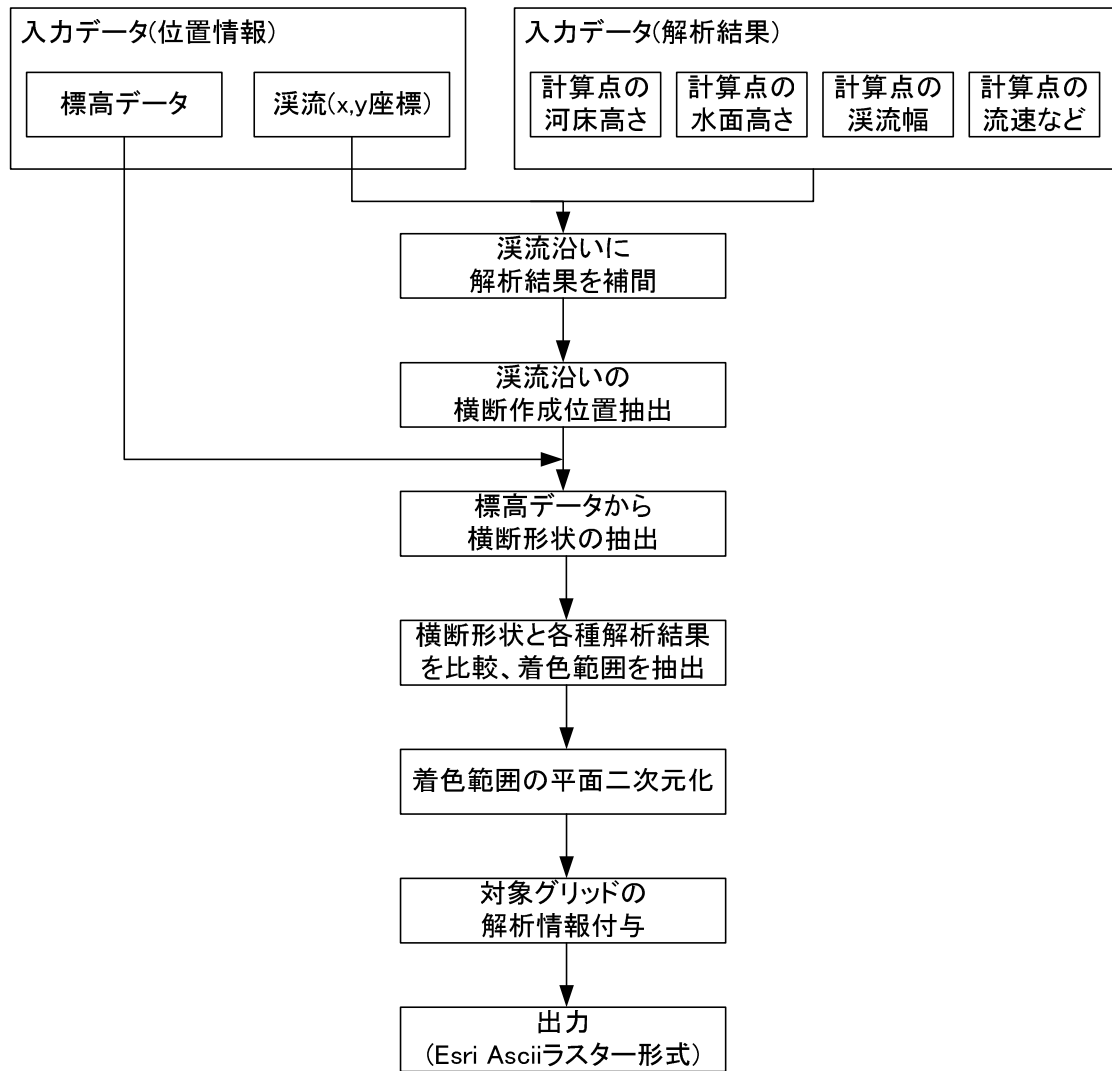 入力データ(位置情報)
標高データ
渓流(x,y座標)
入力データ(解析結果)
計算点の
河床高さ
計算点の
水面高さ
計算点の
渓流幅
計算点の
流速など
渓流沿いに
解析結果を補間
渓流沿いの
横断作成位置抽出
標高データから
横断形状の抽出
横断形状と各種解析結果
を比較、着色範囲を抽出
着色範囲の平面二次元化
対象グリッドの
解析情報付与
出力
(Esri Asciiラスター形式)